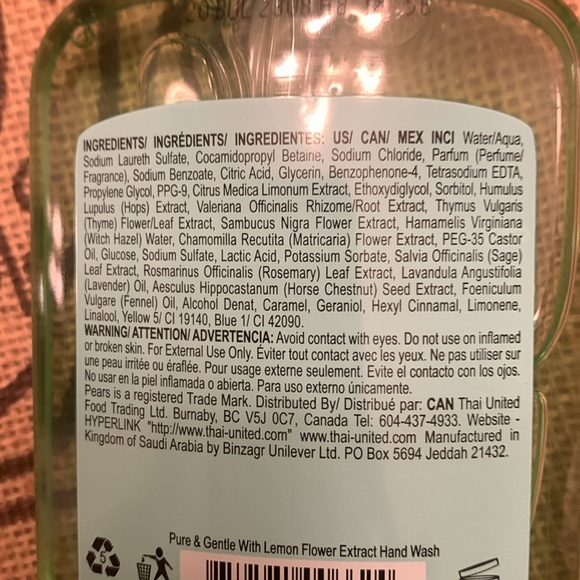 INGREDIENTS/ INGRÉDIENTS/ INGREDIENTES: US/ CAN/ MEX INCI Water/Aqua,
Sodium Laureth Sulfate, Cocamidopropyl Betaine, Sodium Chloride, Parfum (Perfume/
Fragrance), Sodium Benzoate, Citric Acid, Glycerin, Benzophenone-4, Tetrasodium EDTA,
Propylene Glycol, PPG-9, Citrus Medica Limonum Extract, Ethoxydiglycol, Sorbitol, Humulus
Lupulus (Hops) Extract, Valeriana Officinalis Rhizome/Root Extract, Thymus Vulgaris
(Thyme) Flower/Leaf Extract, Sambucus Nigra Flower Extract, Hamamelis Virginiana
(Witch Hazel) Water, Chamomilla Recutita (Matricaria) Flower Extract, PEG-35 Castor
Oil, Glucose, Sodium Sulfate, Lactic Acid, Potassium Sorbate, Salvia Officinalis (Sage)
Leaf Extract, Rosmarinus Officinalis (Rosemary) Leaf Extract, Lavandula Angustifolia
(Lavender) Oil, Aesculus Hippocastanum (Horse Chestnut) Seed Extract, Foeniculum
Vulgare (Fennel) Oil, Alcohol Denat, Caramel, Geraniol, Hexyl Cinnamal, Limonene,
Linalool, Yellow 5/ CI 19140, Blue 1/ CI 42090.
WARNING/ ATTENTION/ ADVERTENCIA: Avoid contact with eyes. Do not use on inflamed
or broken skin. For External Use Only. Éviter tout contact avec les yeux. Ne pas utiliser sur
une peau irritée ou éraflée. Pour usage externe seulement. Evite el contacto con los ojos.
No usar en la piel inflamada o abierta. Para uso externo únicamente.
Pears is a registered Trade Mark. Distributed By/ Distribué par: CAN Thai United
Food Trading Ltd. Burnaby, BC V5J 0C7, Canada Tel: 604-437-4933. Website -
HYPERLINK "http://www.thai-united.com" www.thai-united.com Manufactured in
Kingdom of Saudi Arabia by Binzagr Unilever Ltd. PO Box 5694 Jeddah 21432.
5
Pure & Gentle With Lemon Flower Extract Hand Wash